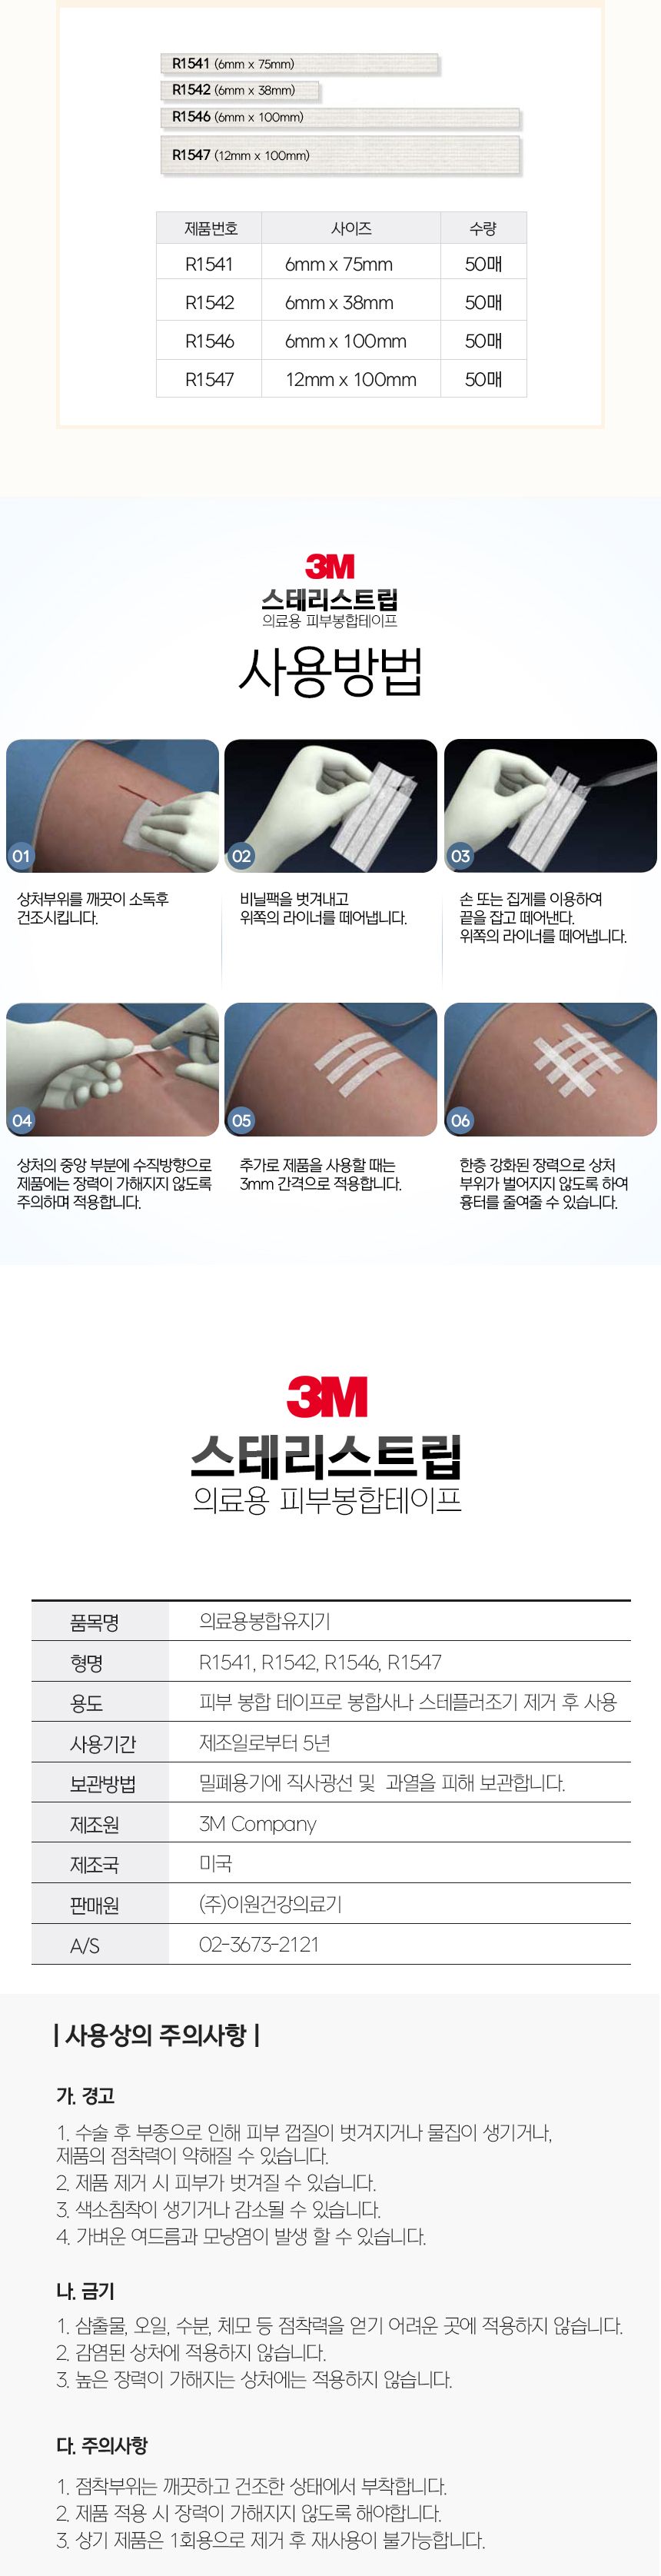 R1541 (6mm x 75mm)
R1542 (6mm x 38mm)
R1546 (6mm x 100mm)
R1547 (12mm x 100mm)
제품번호 사이즈 수량
R1541 6mm x 75mm 50매
R1542 6mm x 38mm 50매
R1546 6mm x 100mm 50매
R1547 12mm x 100mm 50매
3M
스테리스트립
의료용 피부봉합테이프
사용방법
01
상처부위를 깨끗이 소독후
건조시킵니다.
02
비닐팩을 벗겨내고
위쪽의 라이너를 떼어냅니다.
03
손 또는 집게를 이용하여
끝을 잡고 떼어낸다.
위쪽의 라이너를 떼어냅니다.
04
상처의 중앙 부분에 수직방향으로
제품에는 장력이 가해지지 않도록
주의하며 적용합니다.
05
추가로 제품을 사용할 때는
3mm 간격으로 적용합니다.
06
한층 강화된 장력으로 상처
부위가 벌어지지 않도록 하여
흉터를 줄여줄 수 있습니다.
3M
스테리스트립
의료용 피부봉합테이프
품목명 의료용봉합유지기
형명 R1541, R1542, R1546, R1547
용도 피부 봉합 테이프로 봉합사나 스테플러조기 제거 후 사용
사용기간 제조일로부터 5년
보관방법 밀폐용기에 직사광선 및 과열을 피해 보관합니다.
제조원 3M Company
제조국 미국
판매원 (주)이원건강의료기
A/S 02-3673-2121
| 사용상의 주의사항 |
가. 경고
1. 수술 후 부종으로 인해 피부 껍질이 벗겨지거나 물집이 생기거나,
제품의 점착력이 약해질 수 있습니다.
2. 제품 제거 시 피부가 벗겨질 수 있습니다.
3. 색소침착이 생기거나 감소될 수 있습니다.
4. 가벼운 여드름과 모낭염이 발생 할 수 있습니다.
나. 금기
1. 삼출물, 오일, 수분, 체모 등 점착력을 얻기 어려운 곳에 적용하지 않습니다.
2. 감염된 상처에 적용하지 않습니다.
3. 높은 장력이 가해지는 상처에는 적용하지 않습니다.
다. 주의사항
1. 점착부위는 깨끗하고 건조한 상태에서 부착합니다.
2. 제품 적용 시 장력이 가해지지 않도록 해야합니다.
3. 상기 제품은 1회용으로 제거 후 재사용이 불가능합니다.